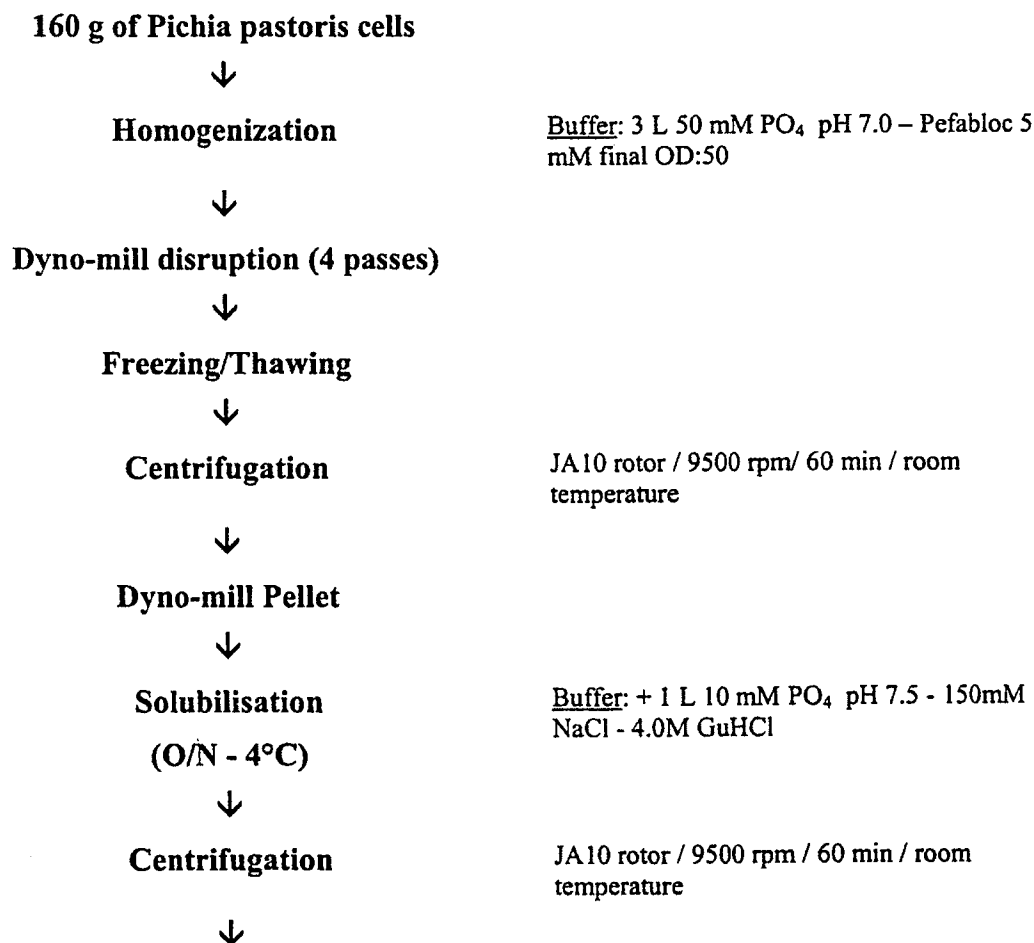 160 g of Pichia pastoris cells
↓
Homogenization
Buffer: 3 L 50 mM PO₄ pH 7.0 – Pefabloc 5
mM final OD:50
↓
Dyno-mill disruption (4 passes)
↓
Freezing/Thawing
↓
Centrifugation
JA10 rotor / 9500 rpm/ 60 min / room
temperature
↓
Dyno-mill Pellet
↓
Solubilisation
Buffer: + 1 L 10 mM PO₄ pH 7.5 - 150mM
NaCl - 4.0M GuHCl
(O/N - 4°C)
↓
Centrifugation
JA10 rotor / 9500 rpm / 60 min / room
temperature
↓